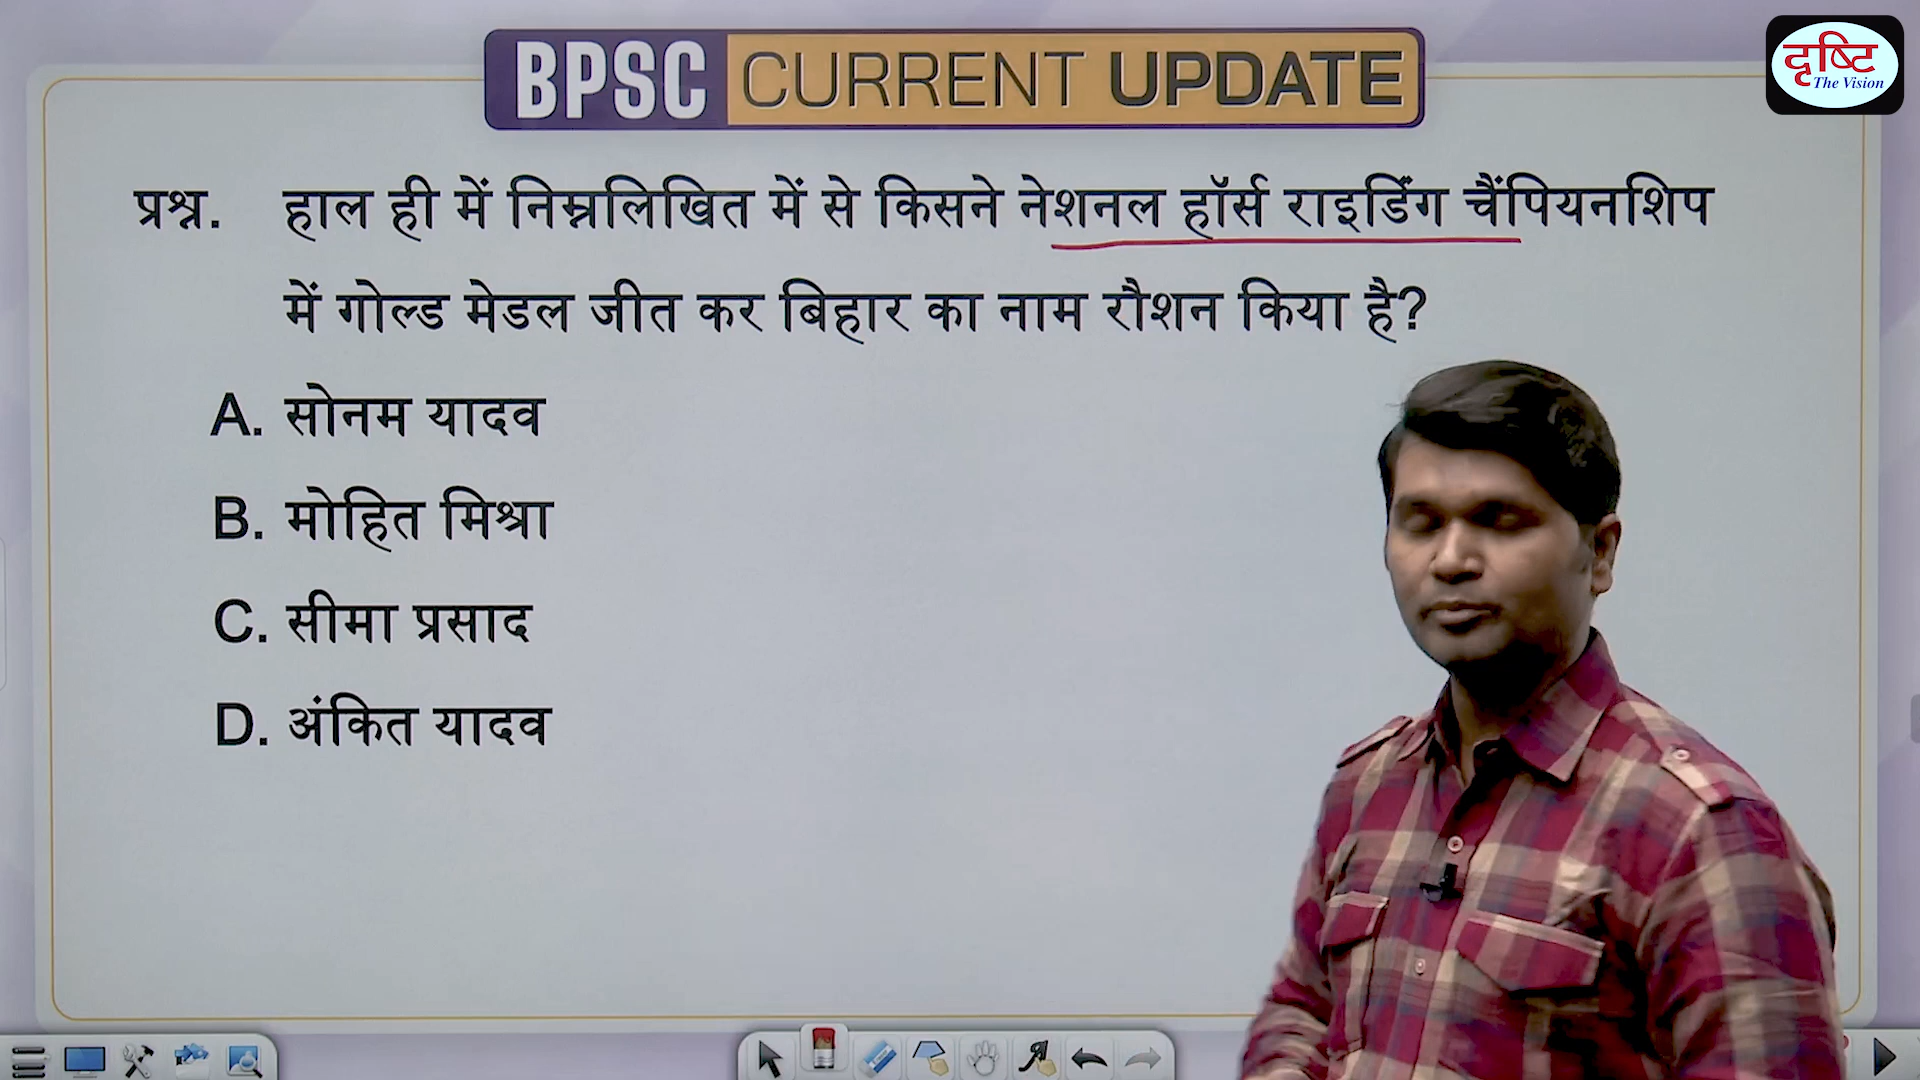 BPSC CURRENT UPDATE
दृष्टि
The Vision
प्रश्न. हाल ही में निम्नलिखित में से किसने नेशनल हॉर्स राइडिंग चैंपियनशिप
में गोल्ड मेडल जीत कर बिहार का नाम रौशन किया है?
A. सोनम यादव
B. मोहित मिश्रा
C. सीमा प्रसाद
D. अंकित यादव